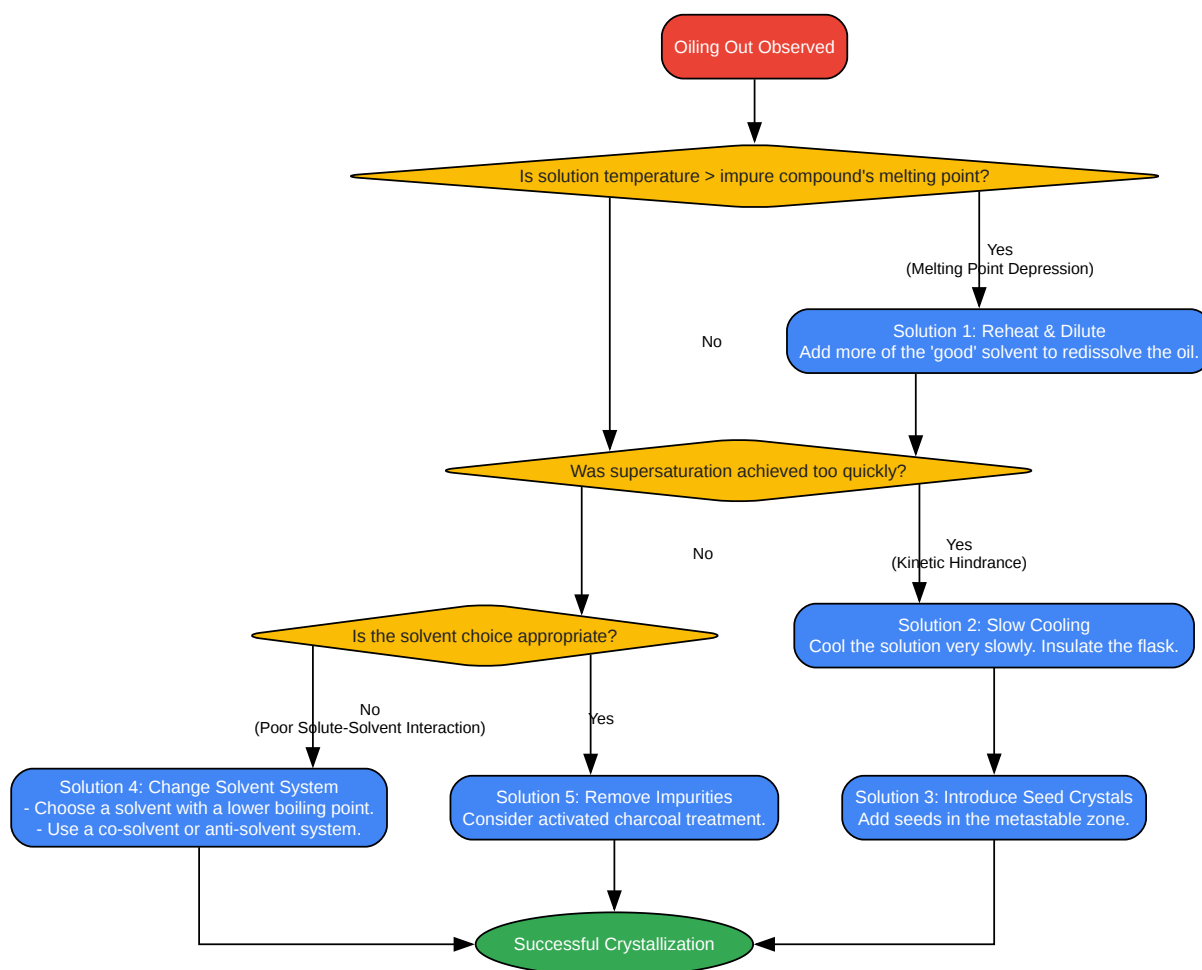 Oiling Out Observed
Is solution temperature > impure compound's melting point?
Yes
(Melting Point Depression)
No
Solution 1: Reheat & Dilute
Add more of the 'good' solvent to redissolve the oil.
Was supersaturation achieved too quickly?
No
Yes
(Kinetic Hindrance)
Is the solvent choice appropriate?
Solution 2: Slow Cooling
Cool the solution very slowly. Insulate the flask.
No
(Poor Solute-Solvent Interaction)
Yes
Solution 4: Change Solvent System
- Choose a solvent with a lower boiling point.
- Use a co-solvent or anti-solvent system.
Solution 5: Remove Impurities
Consider activated charcoal treatment.
Solution 3: Introduce Seed Crystals
Add seeds in the metastable zone.
Successful Crystallization